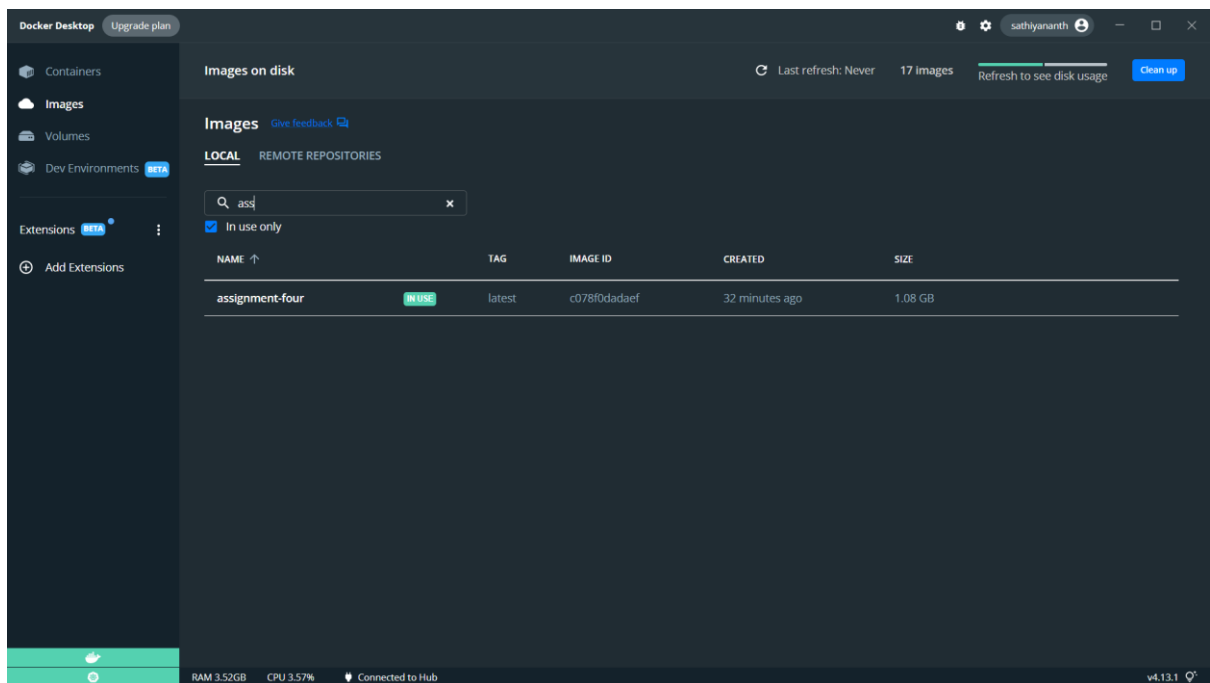 Docker Desktop Upgrade plan sathiyananth
Containers
Images
Volumes
Dev Environments BETA
Extensions BETA
Add Extensions
Images on disk Last refresh: Never 17 images Refresh to see disk usage Clean up
Images Give feedback
LOCAL REMOTE REPOSITORIES
ass
In use only
NAME TAG IMAGE ID CREATED SIZE
assignment-four IN USE latest c078f0dadaef 32 minutes ago 1.08 GB
RAM 3.52GB CPU 3.57% Connected to Hub v4.13.1